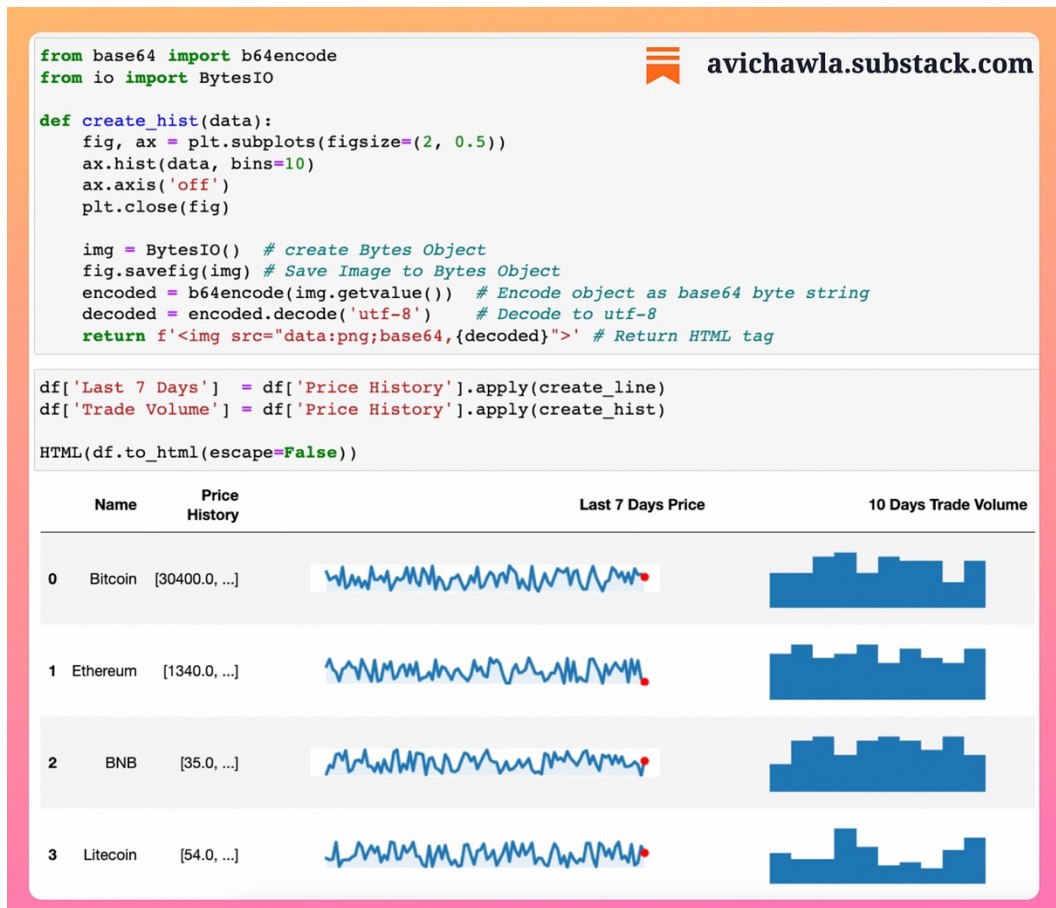 from base64 import b64encode
from io import BytesIO
avichawla.substack.com
def create_hist(data):
    fig, ax = plt.subplots(figsize=(2, 0.5))
    ax.hist(data, bins=10)
    ax.axis('off')
    plt.close(fig)
    img = BytesIO()  # create Bytes Object
    fig.savefig(img) # Save Image to Bytes Object
    encoded = b64encode(img.getvalue())  # Encode object as base64 byte string
    decoded = encoded.decode('utf-8')    # Decode to utf-8
    return f'<img src="data:png;base64,{decoded}">' # Return HTML tag
df['Last 7 Days']  = df['Price History'].apply(create_line)
df['Trade Volume'] = df['Price History'].apply(create_hist)
HTML(df.to_html(escape=False))
Name Price History Last 7 Days Price 10 Days Trade Volume
0 Bitcoin [30400.0, ...]
1 Ethereum [1340.0, ...]
2 BNB [35.0, ...]
3 Litecoin [54.0, ...]